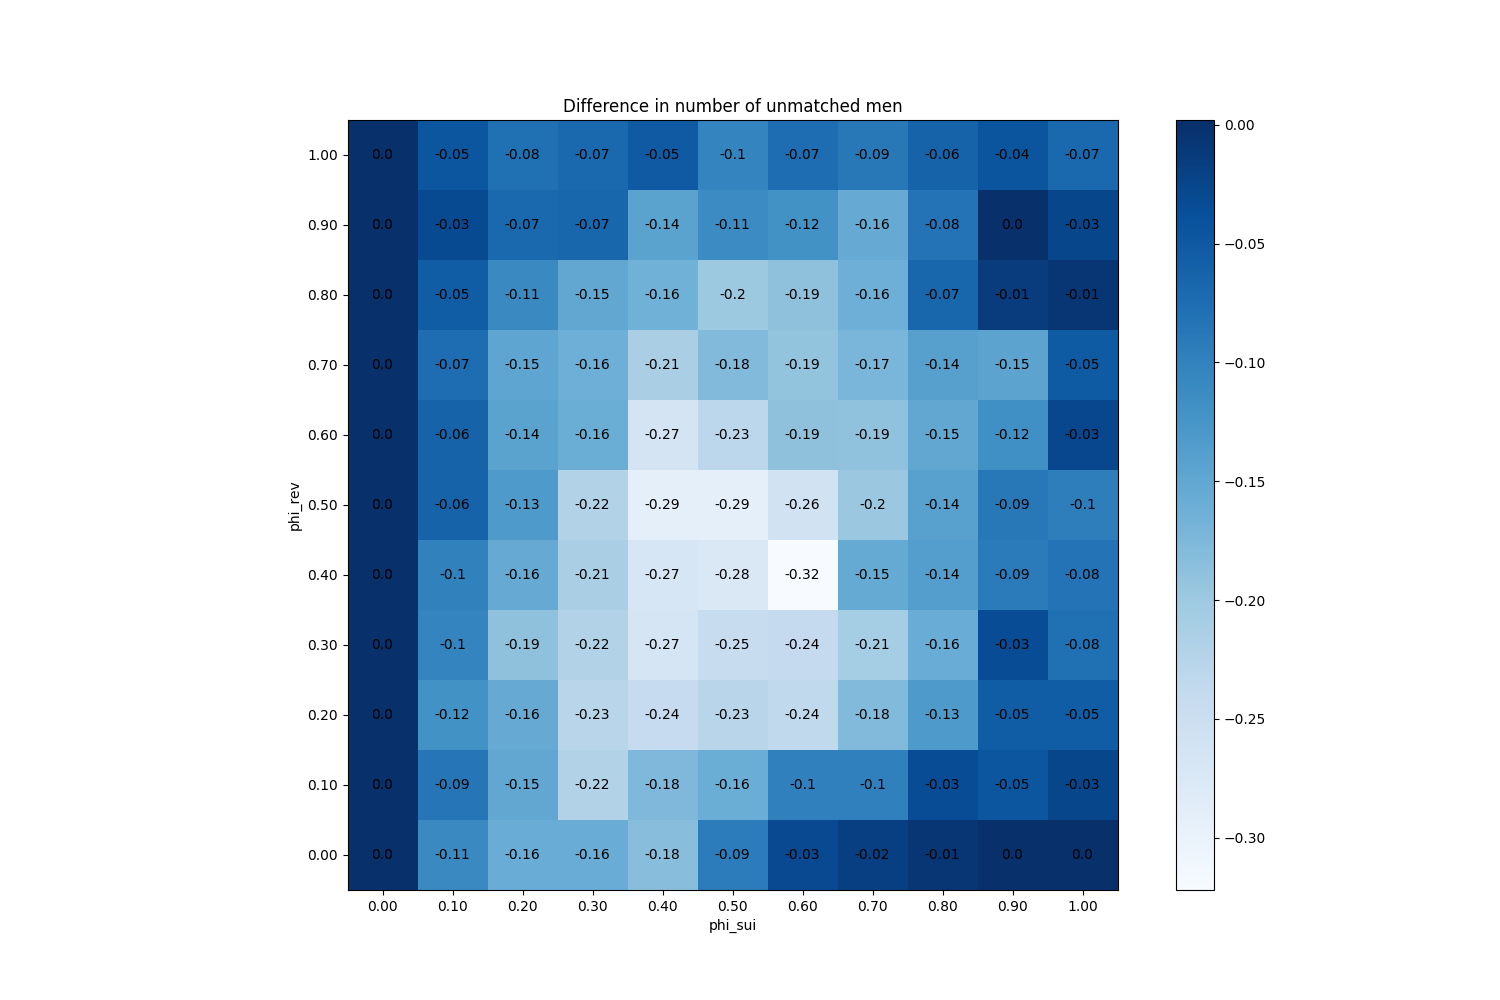 Difference in number of unmatched men
1.00 0.0 -0.05 -0.08 -0.07 -0.05 -0.1 -0.07 -0.09 -0.06 -0.04 -0.07
0.90 0.0 -0.03 -0.07 -0.07 -0.14 -0.11 -0.12 -0.16 -0.08 0.0 -0.03
0.80 0.0 -0.05 -0.11 -0.15 -0.16 -0.2 -0.19 -0.16 -0.07 -0.01 -0.01
0.70 0.0 -0.07 -0.15 -0.16 -0.21 -0.18 -0.19 -0.17 -0.14 -0.15 -0.05
0.60 0.0 -0.06 -0.14 -0.16 -0.27 -0.23 -0.19 -0.19 -0.15 -0.12 -0.03
phi_rev
0.50 0.0 -0.06 -0.13 -0.22 -0.29 -0.29 -0.26 -0.2 -0.14 -0.09 -0.1
0.40 0.0 -0.1 -0.16 -0.21 -0.27 -0.28 -0.32 -0.15 -0.14 -0.09 -0.08
0.30 0.0 -0.1 -0.19 -0.22 -0.27 -0.25 -0.24 -0.21 -0.16 -0.03 -0.08
0.20 0.0 -0.12 -0.16 -0.23 -0.24 -0.23 -0.24 -0.18 -0.13 -0.05 -0.05
0.10 0.0 -0.09 -0.15 -0.22 -0.18 -0.16 -0.1 -0.1 -0.03 -0.05 -0.03
0.00 0.0 -0.11 -0.16 -0.16 -0.18 -0.09 -0.03 -0.02 -0.01 0.0 0.0
0.00 0.10 0.20 0.30 0.40 0.50 0.60 0.70 0.80 0.90 1.00
phi_sui
0.00
−0.05
−0.10
−0.15
−0.20
−0.25
−0.30